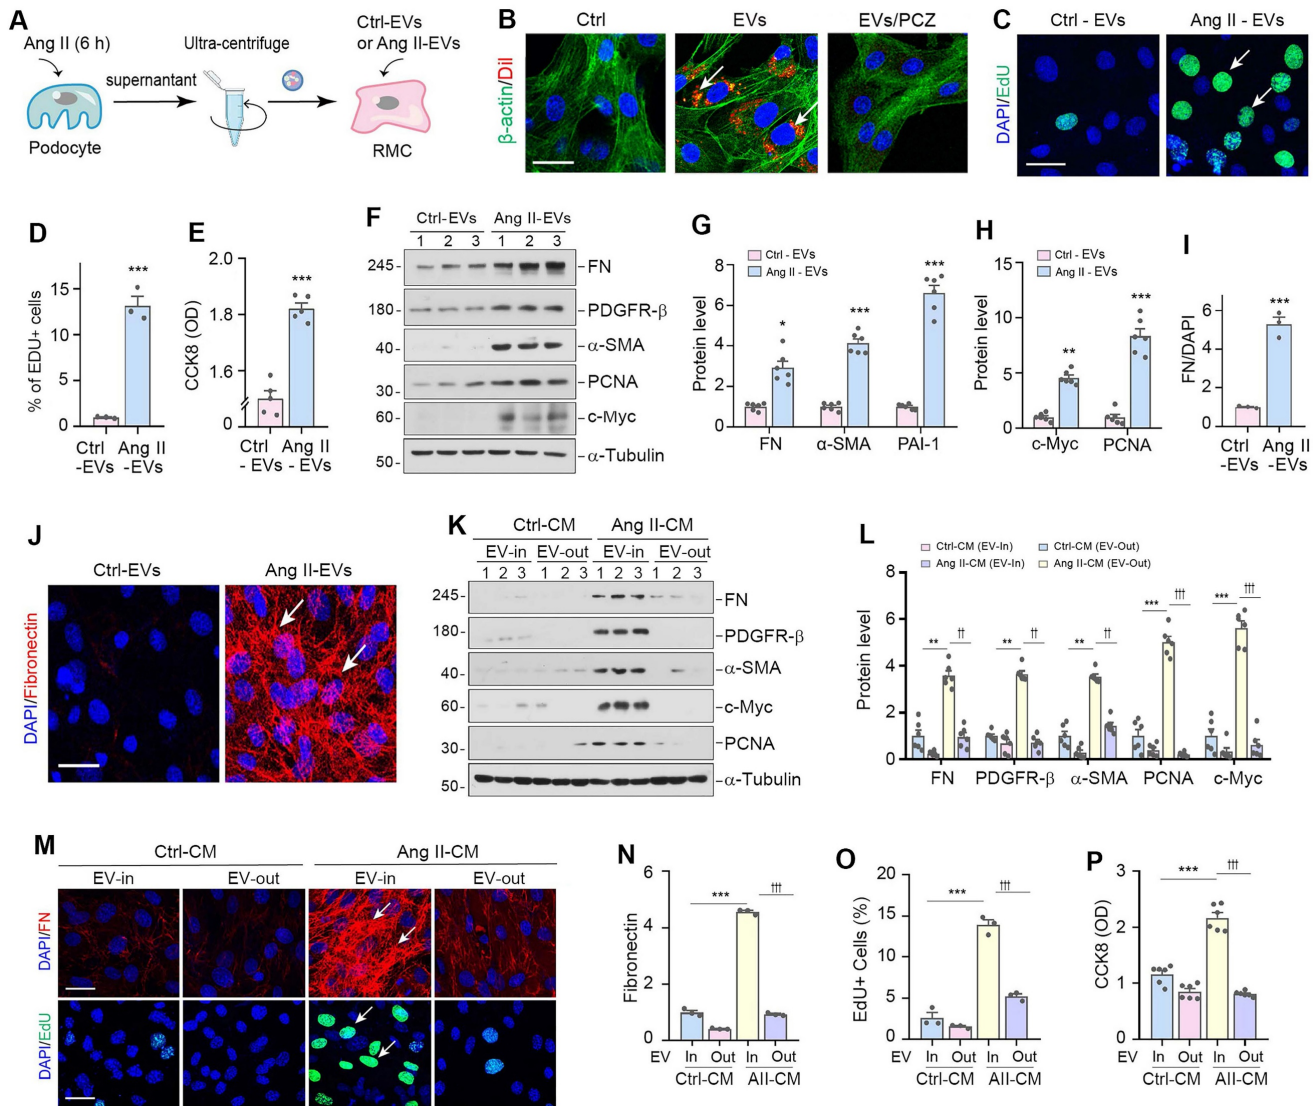 A
Ang II (6 h)
supernantant
Ultra-centrifuge
Ctrl-EVs
or Ang II-EVs
Podocyte
RMC
B
Ctrl
EVs
EVs/PCZ
β-actin/Dil
C
Ctrl - EVs
Ang II - EVs
DAPI/EdU
D
% of EDU+ cells
15
10
5
0
***
Ctrl
-EVs
Ang II
-EVs
E
CCK8 (OD)
2.0
1.8
1.6
0
***
Ctrl
- EVs
Ang II
- EVs
F
Ctrl-EVs
Ang II-EVs
1 2 3 1 2 3
245- -FN
180- -PDGFR-β
40- -α-SMA
30- -PCNA
60- -c-Myc
50- -α-Tubulin
G
Ctrl - EVs
Ang II - EVs
Protein level
8
6
4
2
0
*
***
***
FN
α-SMA
PAI-1
H
Ctrl - EVs
Ang II - EVs
Protein level
15
10
5
0
**
***
c-Myc
PCNA
I
FN/DAPI
6
4
2
0
***
Ctrl
-EVs
Ang II
-EVs
J
Ctrl-EVs
Ang II-EVs
DAPI/Fibronectin
K
Ctrl-CM
Ang II-CM
EV-in EV-out EV-in EV-out
1 2 3 1 2 3 1 2 3 1 2 3
245- -FN
180- -PDGFR-β
40- -α-SMA
60- -c-Myc
30- -PCNA
50- -α-Tubulin
L
Ctrl-CM (EV-In)
Ctrl-CM (EV-Out)
Ang II-CM (EV-In)
Ang II-CM (EV-Out)
Protein level
8
6
4
2
0
** ††
** ††
** ††
*** †††
*** †††
FN
PDGFR-β
α-SMA
PCNA
c-Myc
M
Ctrl-CM
Ang II-CM
EV-in
EV-out
EV-in
EV-out
DAPI/FN
DAPI/EdU
N
Fibronectin
6
4
2
0
*** †††
EV In Out In Out
Ctrl-CM AII-CM
O
EdU+ Cells (%)
20
15
10
5
0
*** †††
EV In Out In Out
Ctrl-CM AII-CM
P
CCK8 (OD)
3
2
1
0
*** †††
EV In Out In Out
Ctrl-CM AII-CM